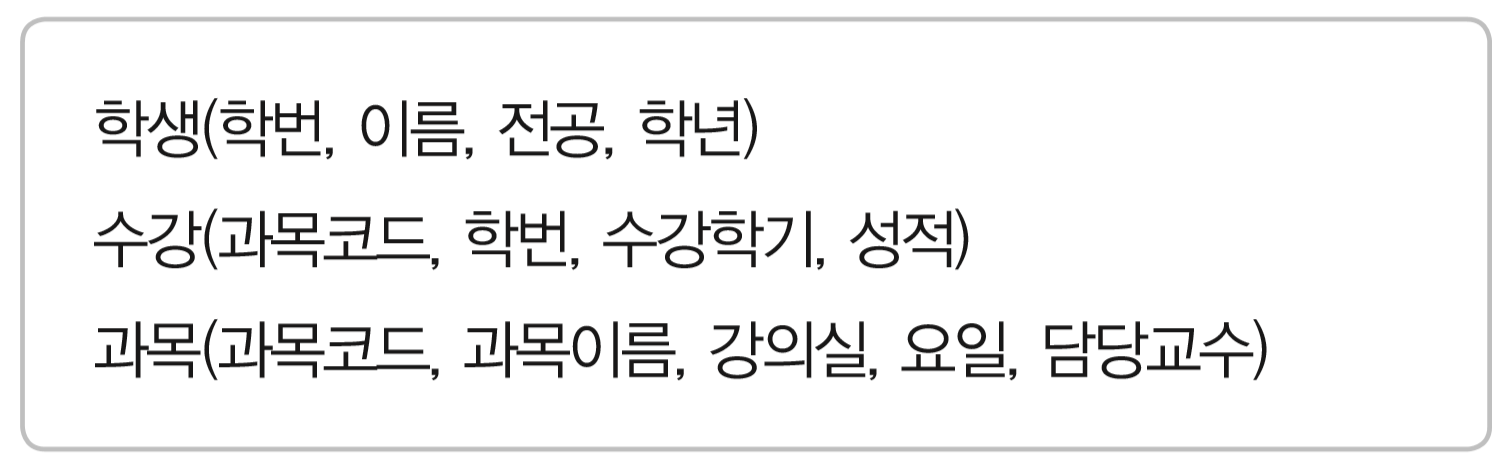 학생(학번, 이름, 전공, 학년)
수강(과목코드, 학번, 수강학기, 성적)
과목(과목코드, 과목이름, 강의실, 요일, 담당교수)